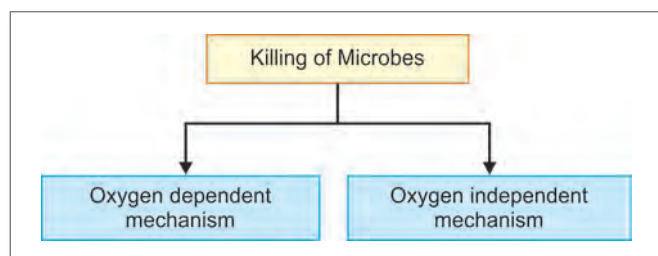 Killing of Microbes
Oxygen dependent
mechanism
Oxygen independent
mechanism